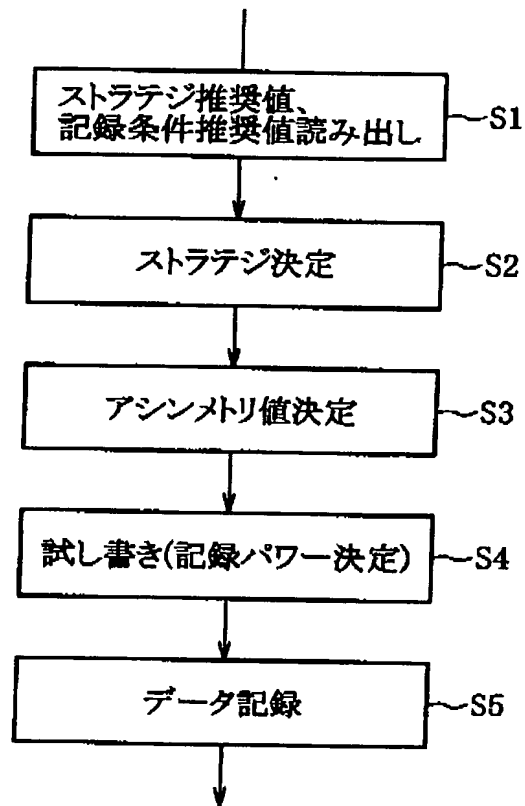 ストラテジ推奨値、
記録条件推奨値読み出し
S1
ストラテジ決定
S2
アシンメトリ値決定
S3
試し書き(記録パワー決定)
S4
データ記録
S5